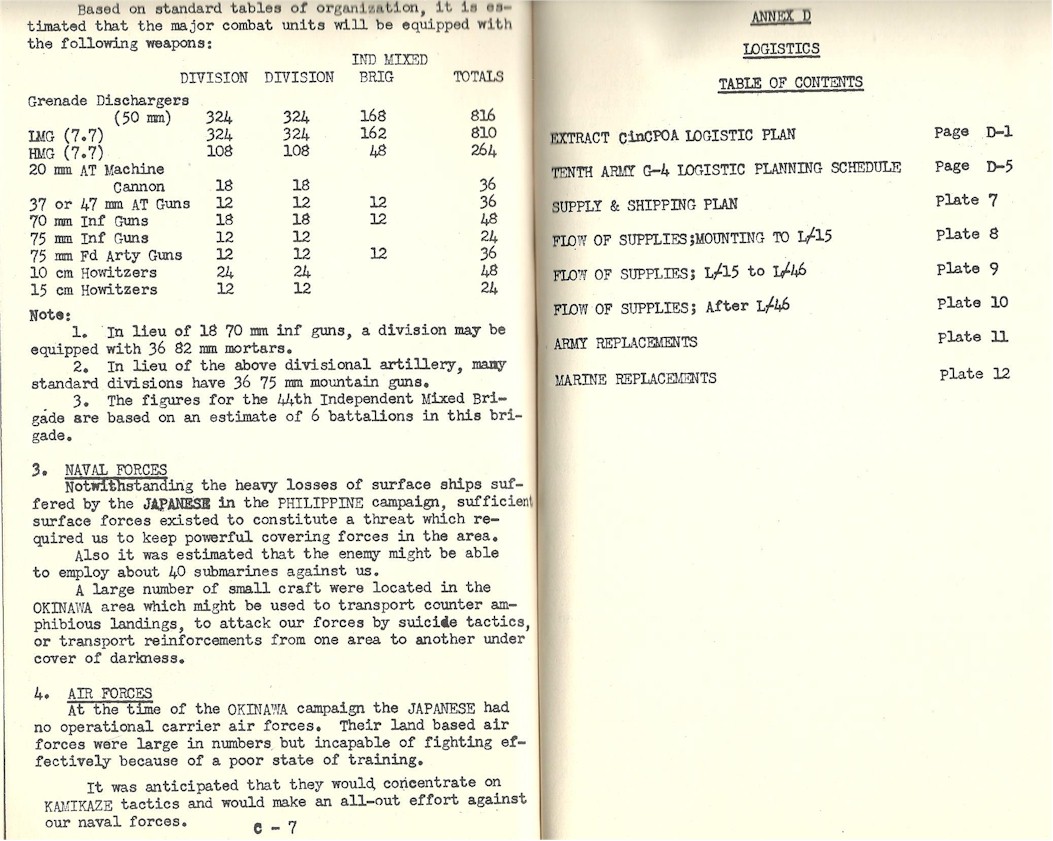 Based on standard tables of organization, it is es-
timated that the major combat units will be equipped with
the following weapons:
IND MIXED
DIVISION DIVISION BRIG TOTALS
Grenade Dischargers
(50 mm) 324 324 168 816
LMG (7.7) 324 324 162 810
HMG (7.7) 108 108 48 264
20 mm AT Machine
Cannon 18 18 36
37 or 47 mm AT Guns 12 12 12 36
70 mm Inf Guns 18 18 12 48
75 mm Inf Guns 12 12 24
75 mm Fd Arty Guns 12 12 12 36
10 cm Howitzers 24 24 48
15 cm Howitzers 12 12 24
Note:
1. In lieu of 18 70 mm inf guns, a division may be
equipped with 36 82 mm mortars.
2. In lieu of the above divisional artillery, many
standard divisions have 36 75 mm mountain guns.
3. The figures for the 44th Independent Mixed Bri-
gade are based on an estimate of 6 battalions in this bri-
gade.
3. NAVAL FORCES
Notwithstanding the heavy losses of surface ships suf-
fered by the JAPANESE in the PHILIPPINE campaign, sufficient
surface forces existed to constitute a threat which re-
quired us to keep powerful covering forces in the area.
Also it was estimated that the enemy might be able
to employ about 40 submarines against us.
A large number of small craft were located in the
OKINAWA area which might be used to transport counter am-
phibious landings, to attack our forces by suicide tactics,
or transport reinforcements from one area to another under
cover of darkness.
4. AIR FORCES
At the time of the OKINAWA campaign the JAPANESE had
no operational carrier air forces. Their land based air
forces were large in numbers but incapable of fighting ef-
fectively because of a poor state of training.
It was anticipated that they would concentrate on
KAMIKAZE tactics and would make an all-out effort against
our naval forces.
C - 7
ANNEX D
LOGISTICS
TABLE OF CONTENTS
EXTRACT CinCPOA LOGISTIC PLAN Page D-1
TENTH ARMY G-4 LOGISTIC PLANNING SCHEDULE Page D-5
SUPPLY & SHIPPING PLAN Plate 7
FLOW OF SUPPLIES;MOUNTING TO L/15 Plate 8
FLOW OF SUPPLIES; L/15 to L/46 Plate 9
FLOW OF SUPPLIES; After L/46 Plate 10
ARMY REPLACEMENTS Plate 11
MARINE REPLACEMENTS Plate 12